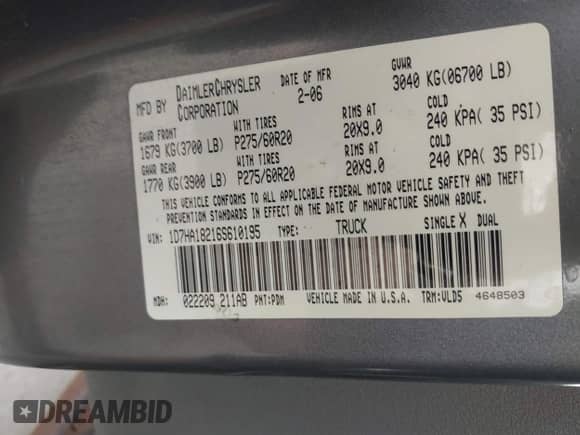 MFD BY DAIMLERCHRYSLER CORPORATION DATE OF MFR 2-06 GVWR 3040 KG(06700 LB)
GAWR FRONT WITH TIRES RIMS AT COLD
1679 KG(3700 LB) P275/60R20 20X9.0 240 KPA( 35 PSI)
GAWR REAR WITH TIRES RIMS AT COLD
1770 KG(3900 LB) P275/60R20 20X9.0 240 KPA( 35 PSI)
THIS VEHICLE CONFORMS TO ALL APPLICABLE FEDERAL MOTOR VEHICLE SAFETY AND THEFT
PREVENTION STANDARDS IN EFFECT ON THE DATE OF MANUFACTURE SHOWN ABOVE.
VIN: 1D7HA18216S610195 TYPE: TRUCK SINGLE X DUAL
MDH: 022209 211AB PNT:PDM VEHICLE MADE IN U.S.A. TRM:VLD5 4648503
DREAMBID